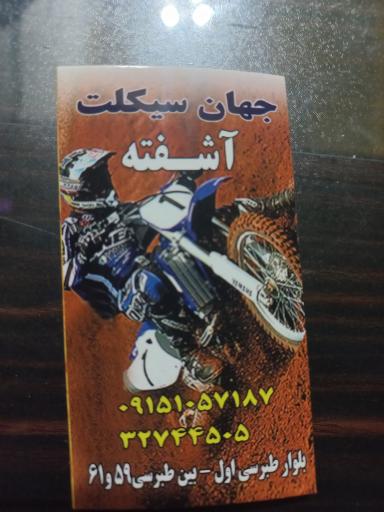 جهان سیکلت
آشفته
۰۹۱۵۱۰۵۷۱۸۷
۳۲۷۴۴۵۰۵
بلوار طبرسی اول - بین طبرسی ۵۹ و ۶۱